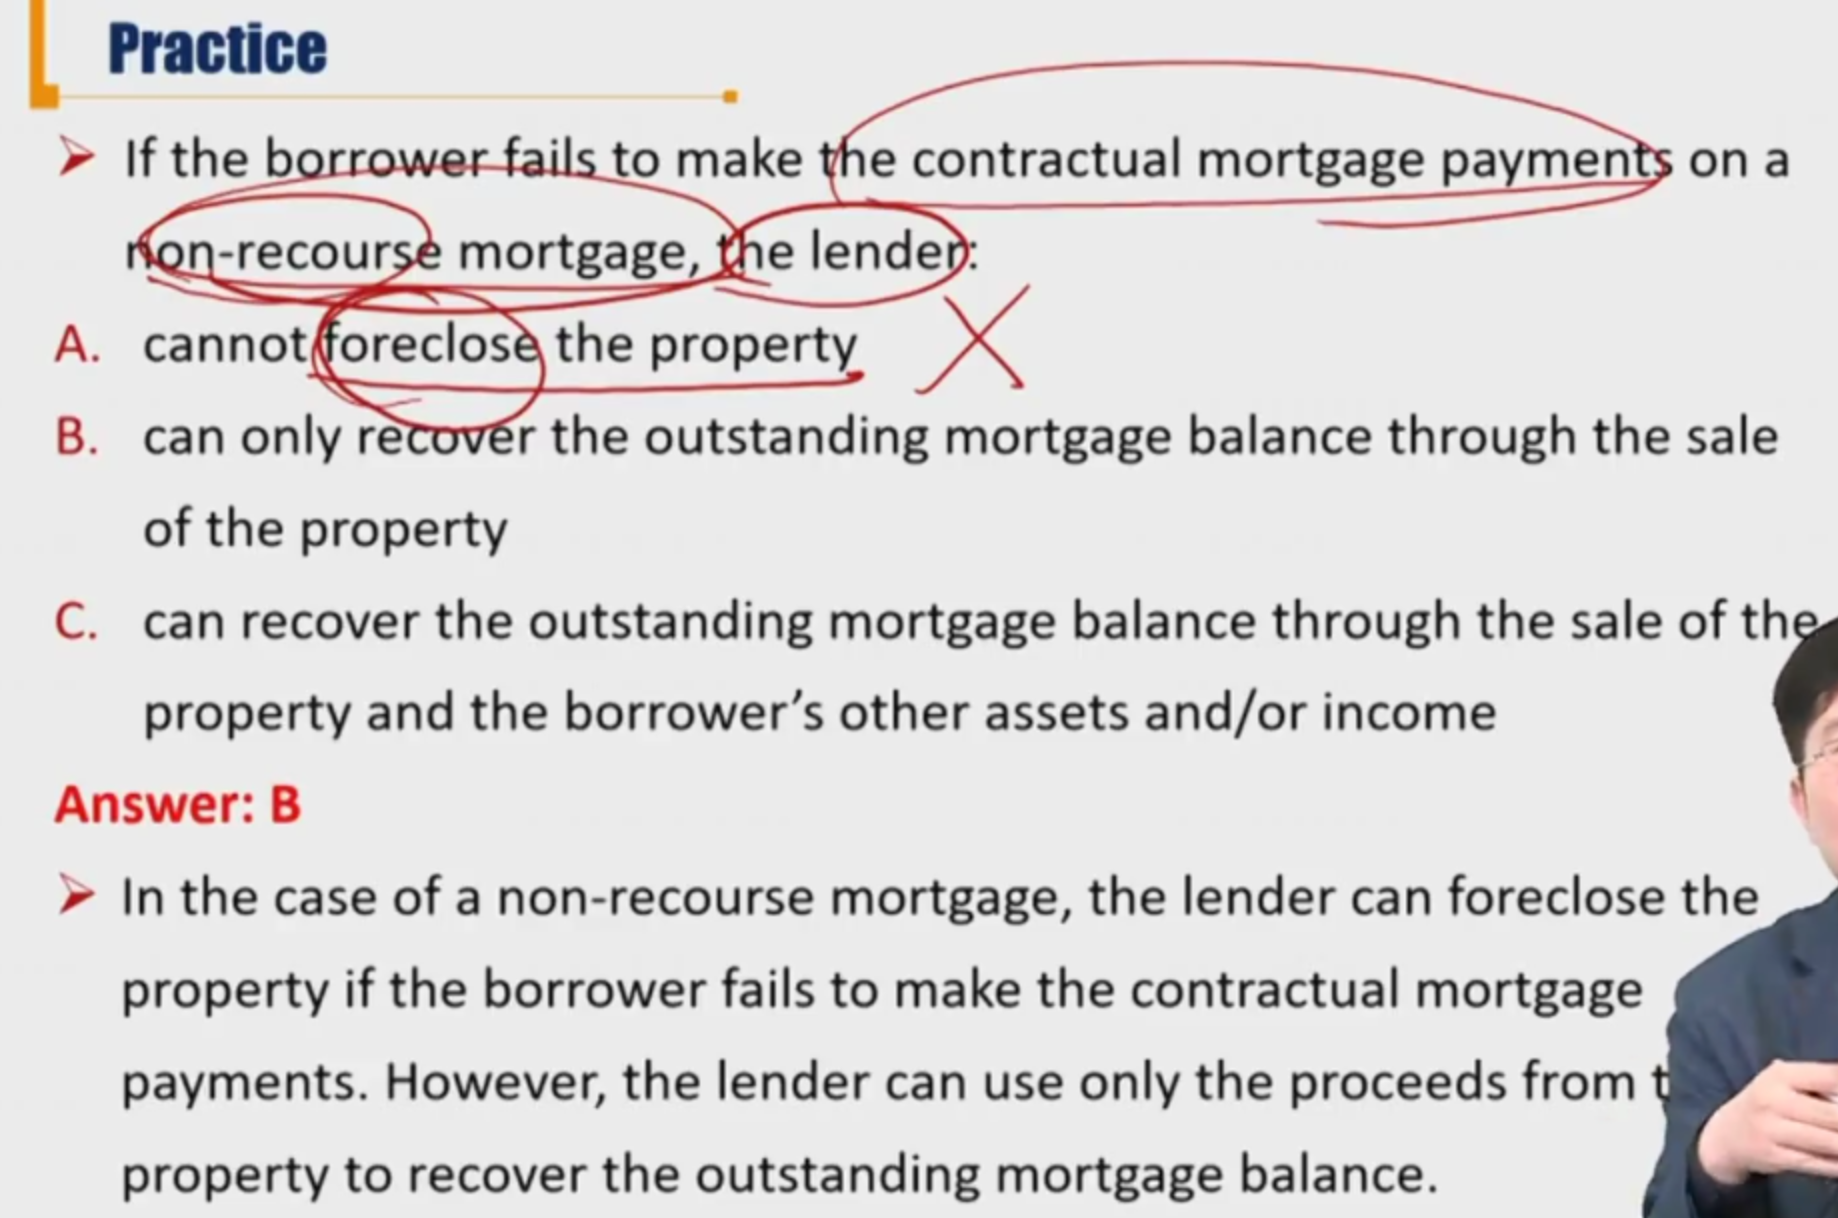 Practice
If the borrower fails to make the contractual mortgage payments on a
non-recourse mortgage, the lender:
A. cannot foreclose the property
B. can only recover the outstanding mortgage balance through the sale
of the property
C. can recover the outstanding mortgage balance through the sale of the
property and the borrower’s other assets and/or income
Answer: B
In the case of a non-recourse mortgage, the lender can foreclose the
property if the borrower fails to make the contractual mortgage
payments. However, the lender can use only the proceeds from
property to recover the outstanding mortgage balance.